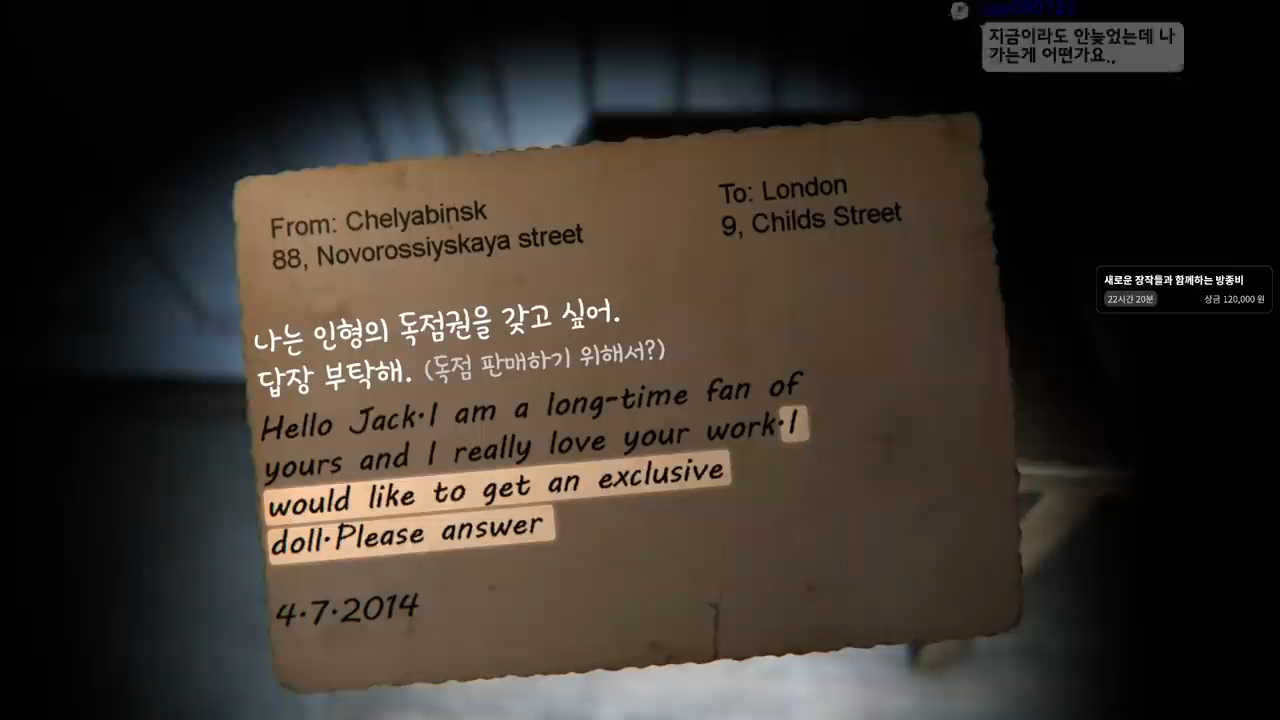 지금이라도 안늦었는데 나
가는게 어떤가요..
From: Chelyabinsk
88, Novorossiyskaya street
To: London
9, Childs Street
새로운 장작들과 함께하는 방종비
22시간 20분
상금 120,000 원
나는 인형의 독점권을 갖고 싶어.
답장 부탁해. (독점 판매하기 위해서?)
Hello Jack.I am a long-time fan of
yours and I really love your work.I
would like to get an exclusive
doll.Please answer
4.7.2014